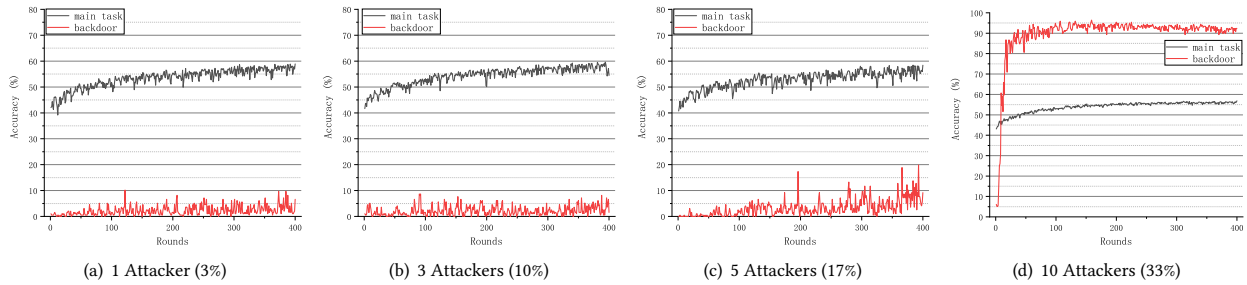 main task
backdoor
80
70
60
50
40
30
20
10
0
Accuracy (%)
0 100 200 300 400
Rounds
(a) 1 Attacker (3%)
main task
backdoor
80
70
60
50
40
30
20
10
0
Accuracy (%)
0 100 200 300 400
Rounds
(b) 3 Attackers (10%)
main task
backdoor
80
70
60
50
40
30
20
10
0
Accuracy (%)
0 100 200 300 400
Rounds
(c) 5 Attackers (17%)
main task
backdoor
100
90
80
70
60
50
40
30
20
10
0
Accuracy (%)
0 100 200 300 400
Rounds
(d) 10 Attackers (33%)